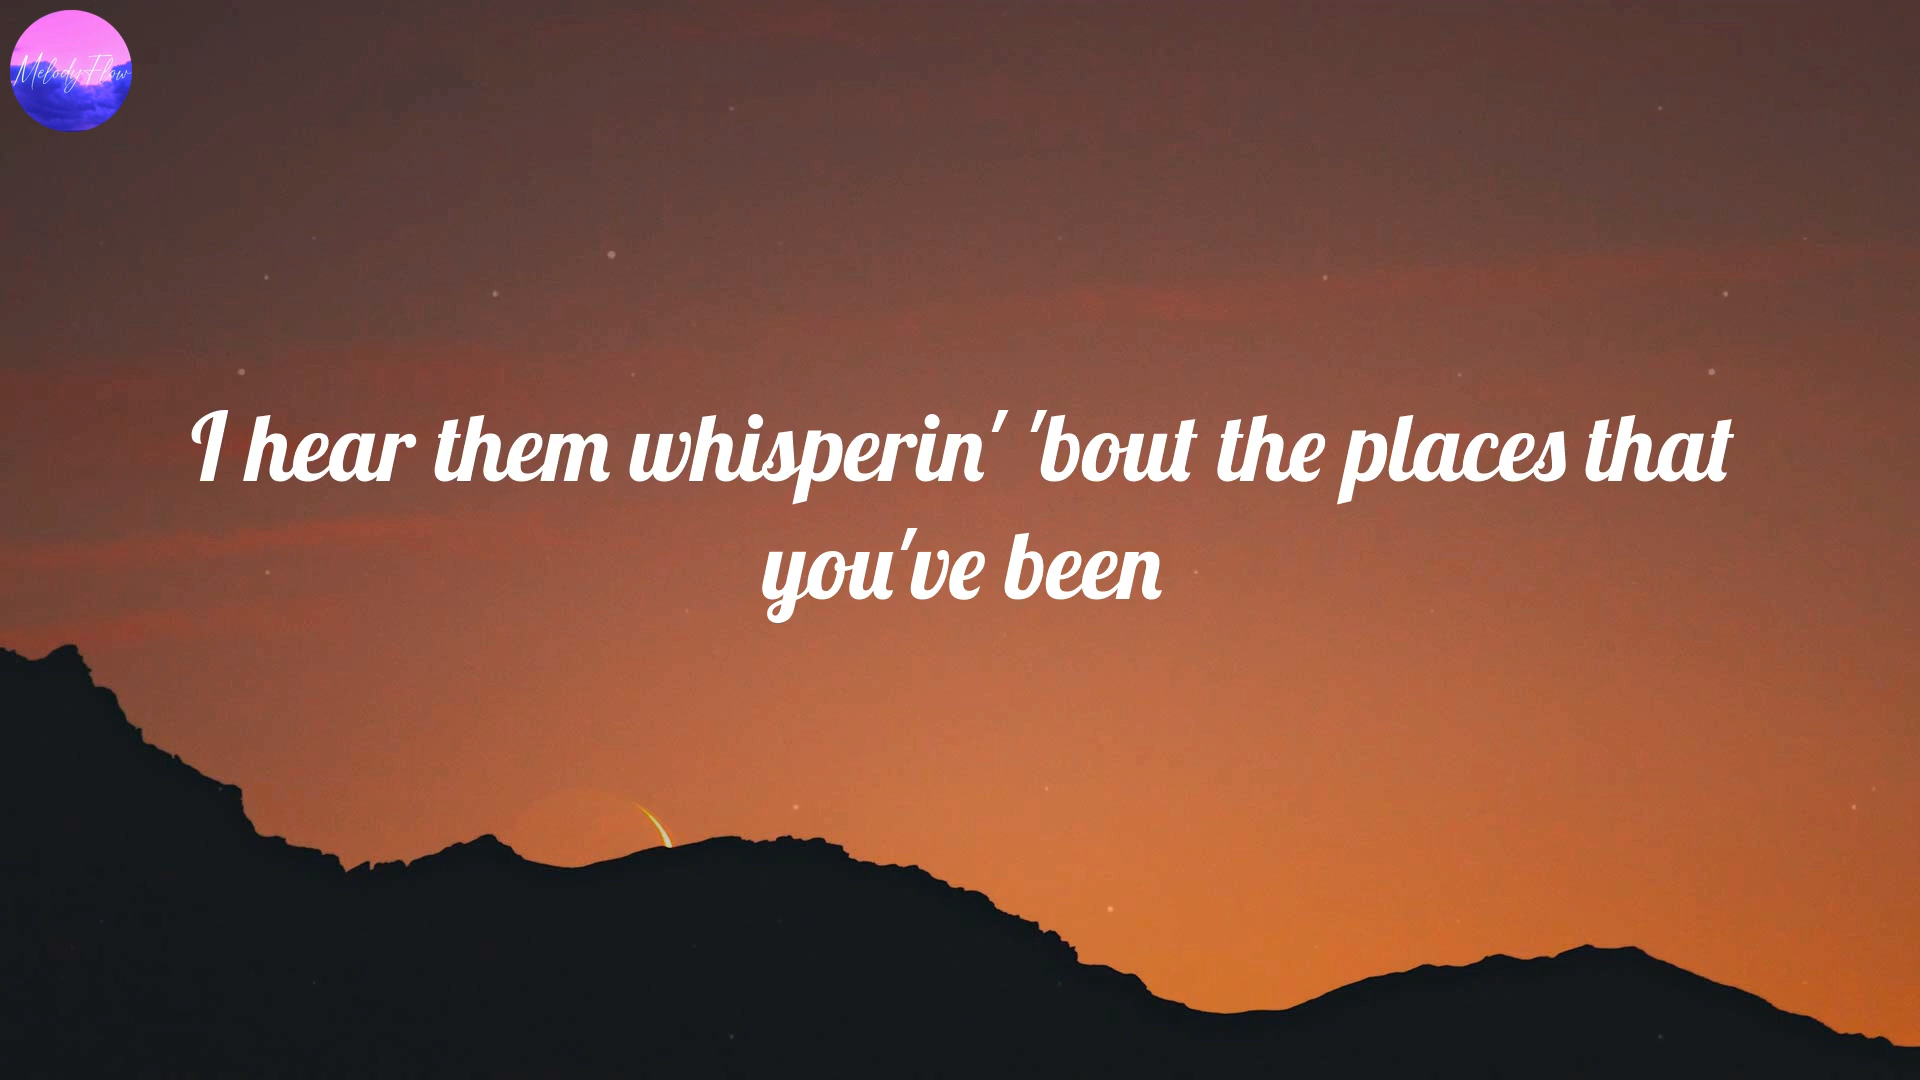 MelodyFlow
I hear them whisperin' 'bout the places that
you've been